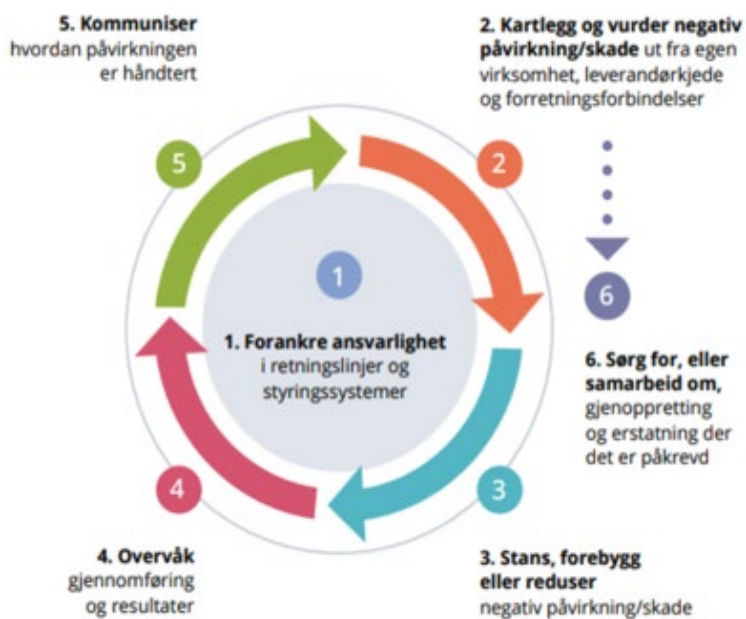 5. Kommuniser
hvordan påvirkningen
er håndtert
2. Kartlegg og vurder negativ
påvirkning/skade ut fra egen
virksomhet, leverandørkjede
og forretningsforbindelser
5
2
1
1. Forankre ansvarlighet
i retningslinjer og
styringssystemer
6
6. Sørg for, eller
samarbeid om,
gjenoppretting
og erstatning der
det er påkrevd
4
3
4. Overvåk
gjennomføring
og resultater
3. Stans, forebygg
eller reduser
negativ påvirkning/skade